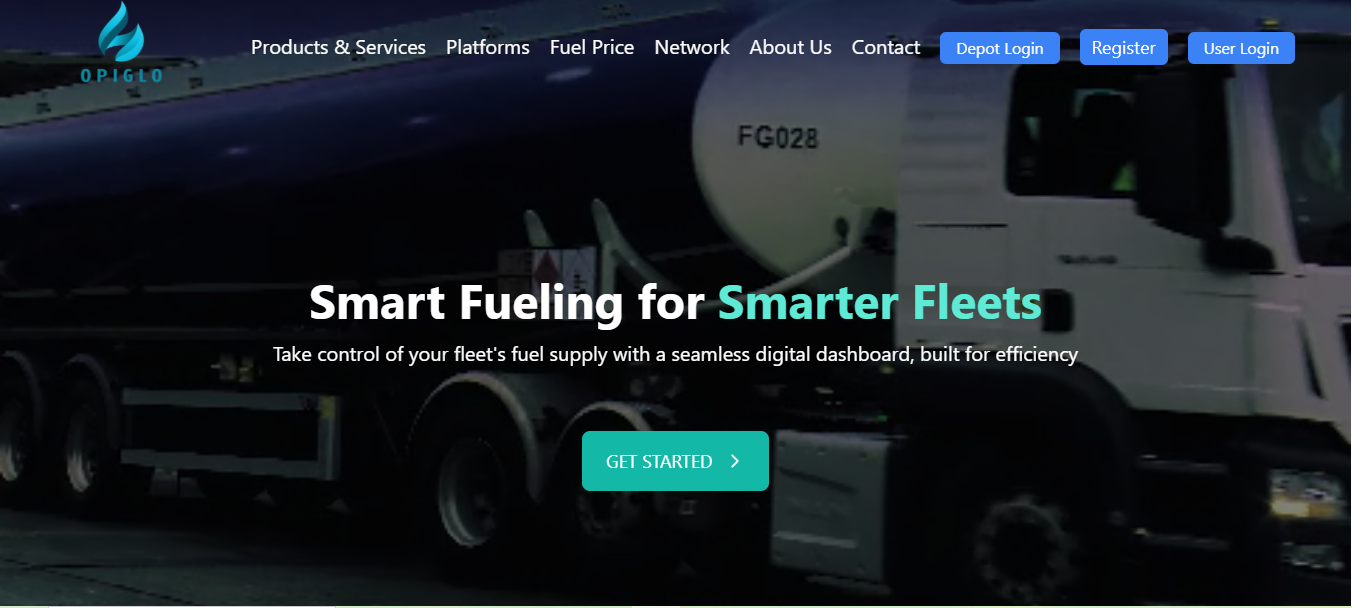 OPIGLO
Products & Services Platforms Fuel Price Network About Us Contact Depot Login Register User Login
FG028
Smart Fueling for Smarter Fleets
Take control of your fleet's fuel supply with a seamless digital dashboard, built for efficiency
GET STARTED